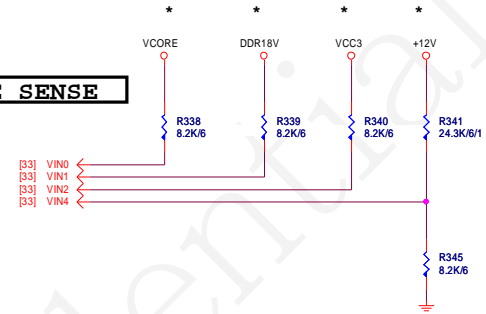 * * * *
VCORE DDR18V VCC3 +12V
SENSE
R338 R339 R340 R341
8.2K/6 8.2K/6 8.2K/6 24.3K/6/1
[33] VIN0
[33] VIN1
[33] VIN2
[33] VIN4
R345
8.2K/6